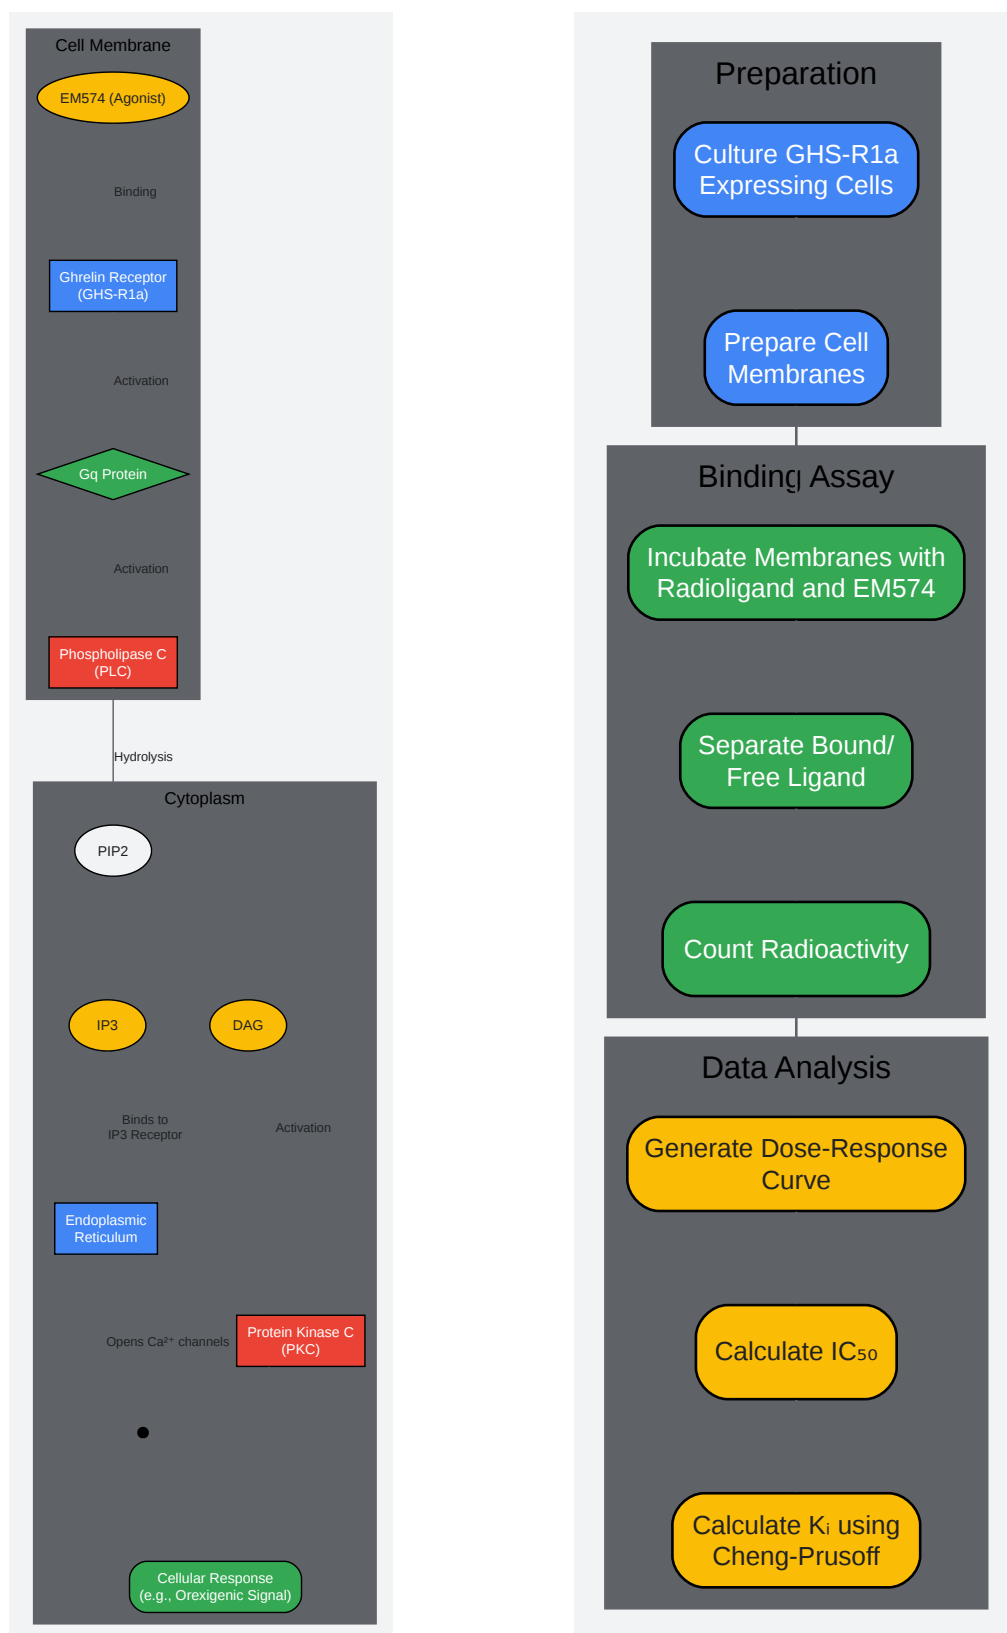 Cell Membrane
EM574 (Agonist)
Binding
Ghrelin Receptor
(GHS-R1a)
Activation
Gq Protein
Activation
Phospholipase C
(PLC)
Hydrolysis
Cytoplasm
PIP2
IP3
DAG
Binds to
IP3 Receptor
Activation
Endoplasmic
Reticulum
Opens Ca²⁺ channels
Protein Kinase C
(PKC)
Cellular Response
(e.g., Orexigenic Signal)
Preparation
Culture GHS-R1a
Expressing Cells
Prepare Cell
Membranes
Binding Assay
Incubate Membranes with
Radioligand and EM574
Separate Bound/
Free Ligand
Count Radioactivity
Data Analysis
Generate Dose-Response
Curve
Calculate IC₅₀
Calculate Kᵢ using
Cheng-Prusoff